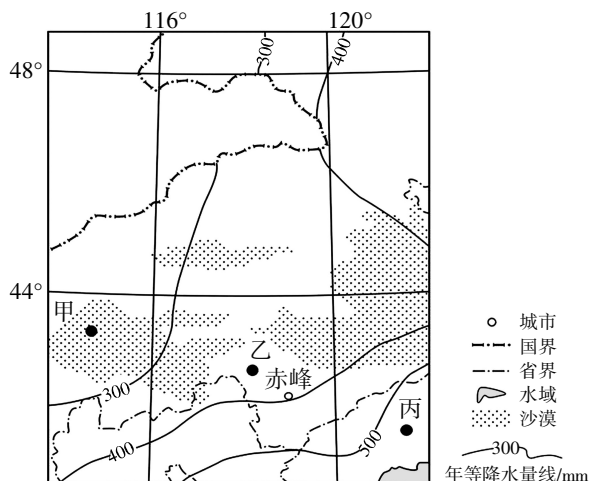 116°
120°
300
400
48°
44°
甲
乙
赤峰
300
400
500
丙
城市
国界
省界
水域
沙漠
300
年等降水量线/mm